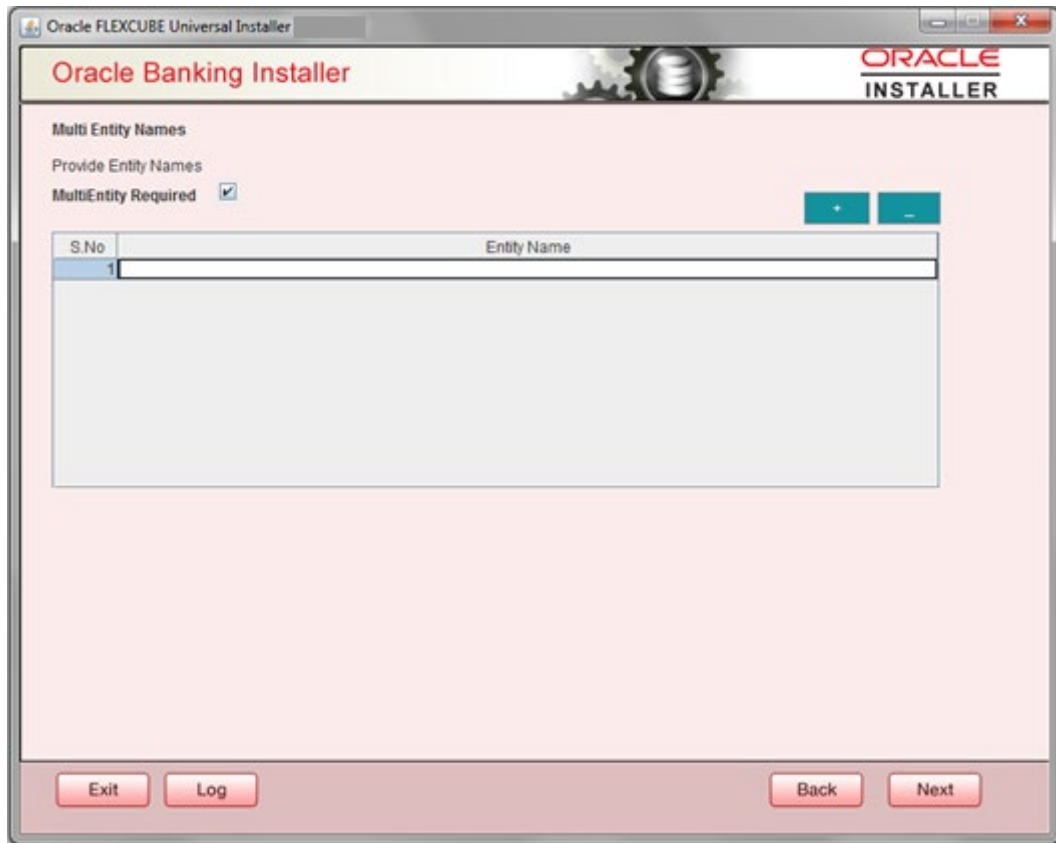 Oracle FLEXCUBE Universal Installer
Oracle Banking Installer
ORACLE
INSTALLER
Multi Entity Names
Provide Entity Names
MultiEntity Required
+ _
S.No Entity Name
1
Exit Log Back Next